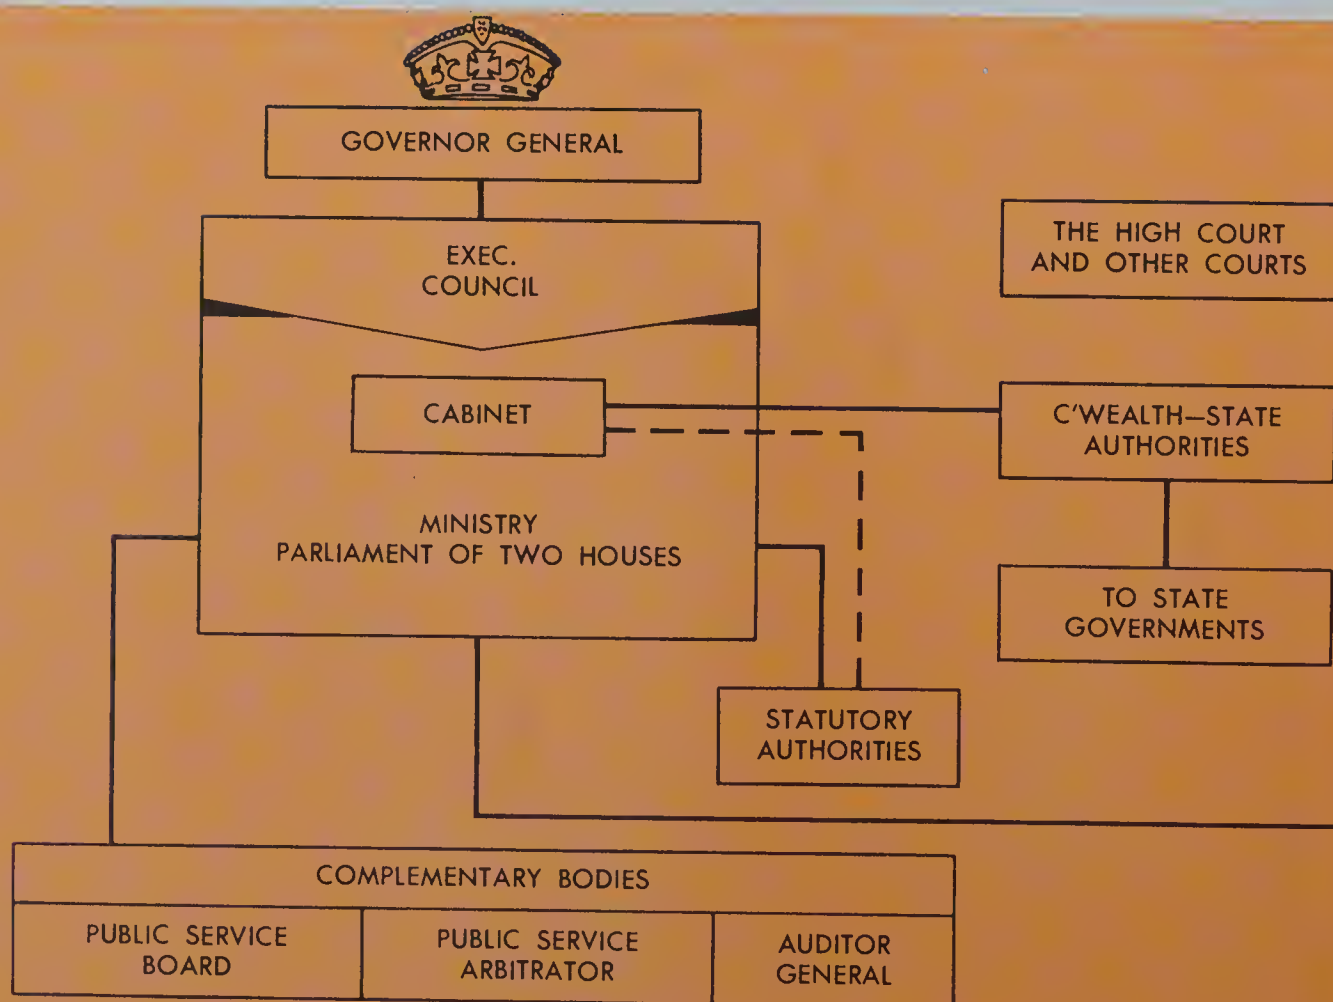 GOVERNOR GENERAL
EXEC.
COUNCIL
THE HIGH COURT
AND OTHER COURTS
CABINET
C'WEALTH—STATE
AUTHORITIES
MINISTRY
PARLIAMENT OF TWO HOUSES
TO STATE
GOVERNMENTS
STATUTORY
AUTHORITIES
COMPLEMENTARY BODIES
PUBLIC SERVICE
BOARD
PUBLIC SERVICE
ARBITRATOR
AUDITOR
GENERAL